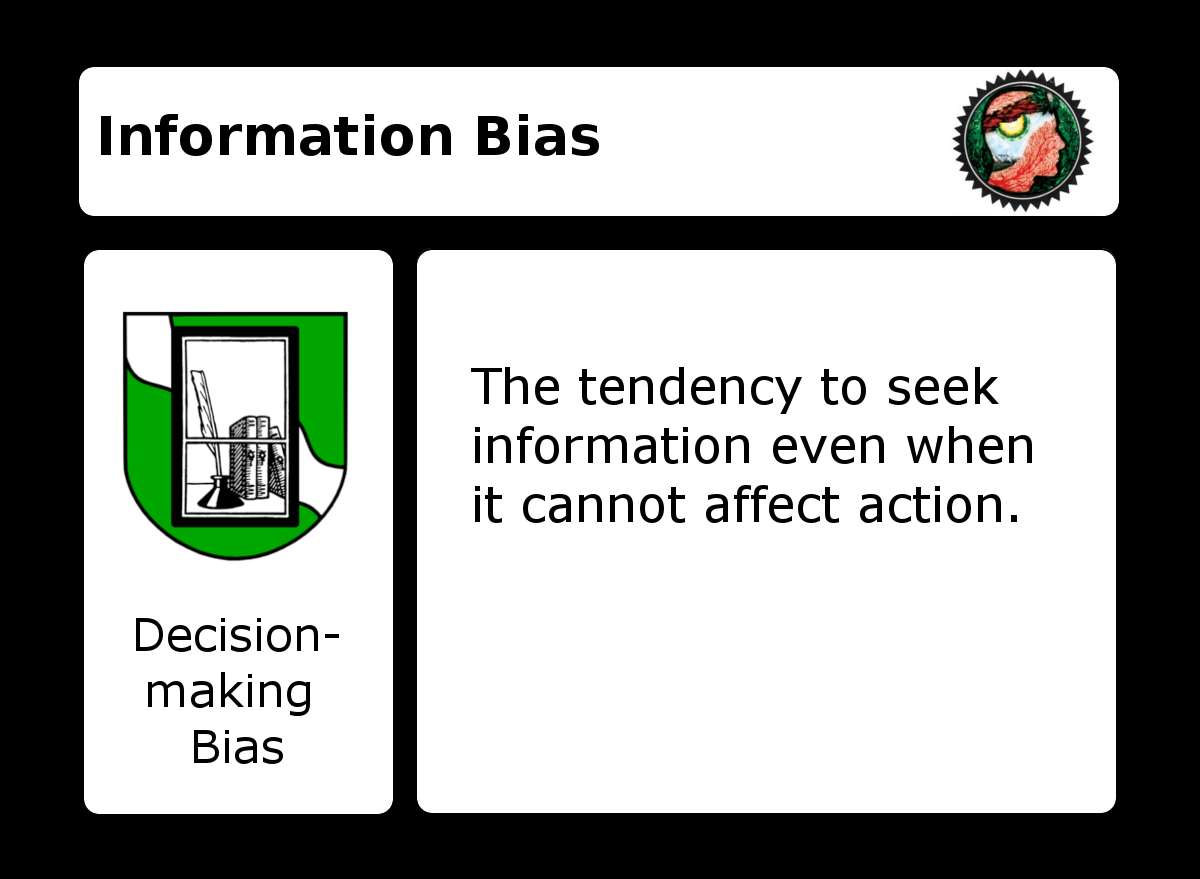 Information Bias
Decision-
making
Bias
The tendency to seek
information even when
it cannot affect action.